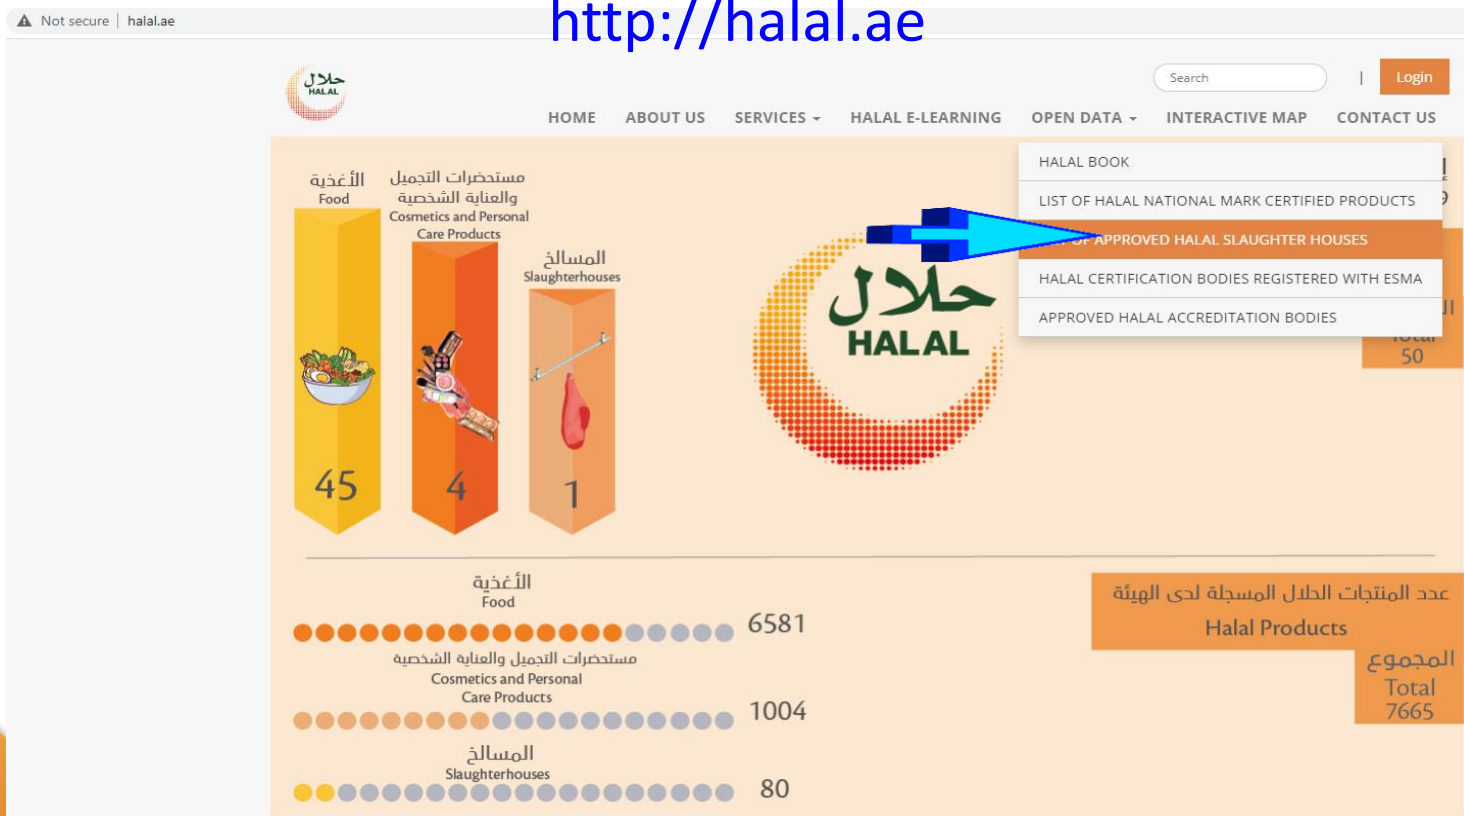 Not secure | halal.ae
http://halal.ae
حلال
HALAL
Search
|
Login
HOME ABOUT US SERVICES HALAL E-LEARNING OPEN DATA INTERACTIVE MAP CONTACT US
HALAL BOOK
LIST OF HALAL NATIONAL MARK CERTIFIED PRODUCTS
OF APPROVED HALAL SLAUGHTER HOUSES
HALAL CERTIFICATION BODIES REGISTERED WITH ESMA
APPROVED HALAL ACCREDITATION BODIES
الأغذية
Food
45
مستحضرات التجميل
والعناية الشخصية
Cosmetics and Personal
Care Products
4
المسالخ
Slaughterhouses
1
حلال
HALAL
Total
50
الأغذية
Food
6581
مستحضرات التجميل والعناية الشخصية
Cosmetics and Personal
Care Products
1004
المسالخ
Slaughterhouses
80
عدد المنتجات الحلال المسجلة لدى الهيئة
Halal Products
المجموع
Total
7665